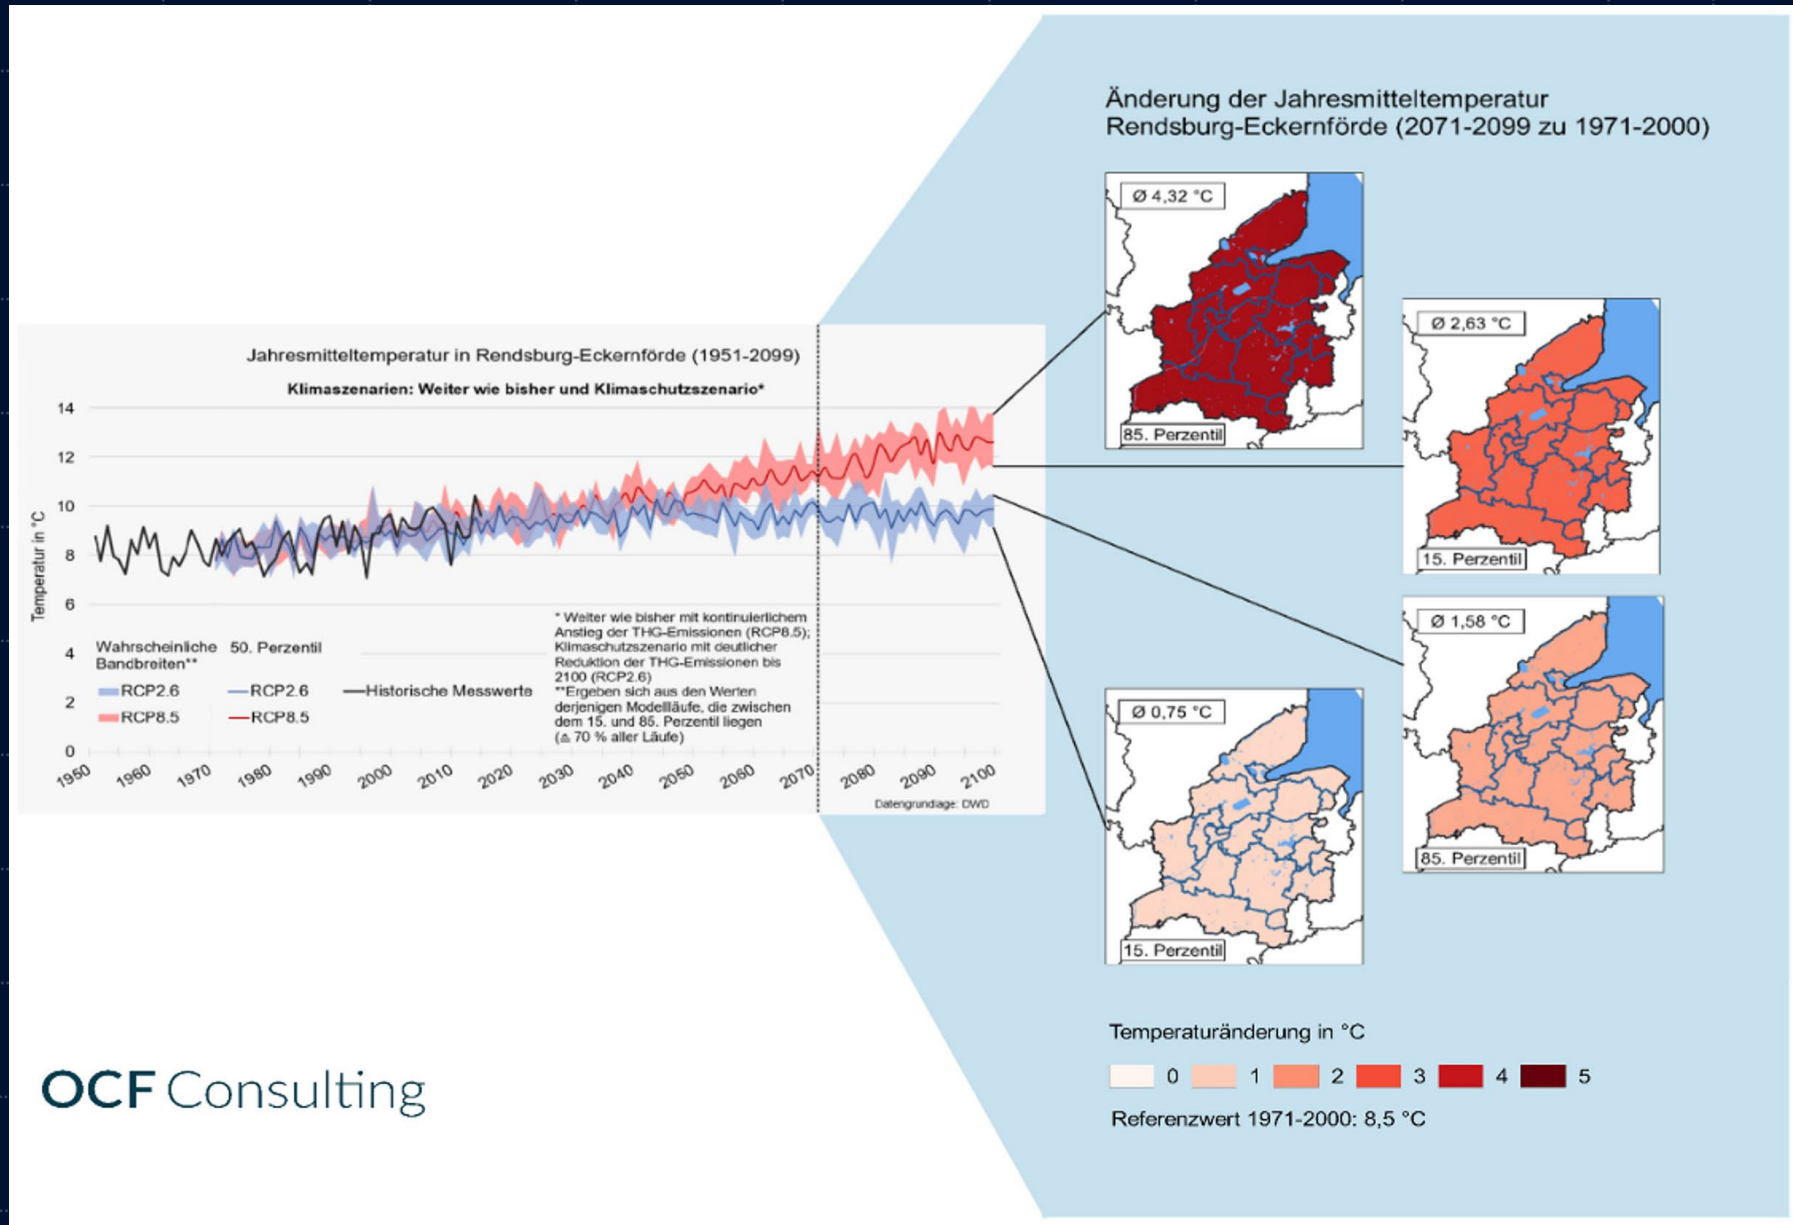 Änderung der Jahresmitteltemperatur
Rendsburg-Eckernförde (2071-2099 zu 1971-2000)
Ø 4,32 °C
85. Perzentil
Ø 2,63 °C
15. Perzentil
Ø 1,58 °C
85. Perzentil
Ø 0,75 °C
15. Perzentil
Jahresmitteltemperatur in Rendsburg-Eckernförde (1951-2099)
Klimaszenarien: Weiter wie bisher und Klimaschutzszenario*
Temperatur in °C
14
12
10
8
6
4
2
0
1950
1960
1970
1980
1990
2000
2010
2020
2030
2040
2050
2060
2070
2080
2090
2100
Wahrscheinliche
Bandbreiten**
50. Perzentil
RCP2.6
RCP2.6
Historische Messwerte
RCP8.5
RCP8.5
* Weiter wie bisher mit kontinuierlichem
Anstieg der THG-Emissionen (RCP8.5);
Klimaschutzszenario mit deutlicher
Reduktion der THG-Emissionen bis
2100 (RCP2.6)
**Ergeben sich aus den Werten
derjenigen Modellläufe, die zwischen
dem 15. und 85. Perzentil liegen
(≙ 70 % aller Läufe)
Datengrundlage: DWD
Temperaturänderung in °C
0 1 2 3 4 5
Referenzwert 1971-2000: 8,5 °C
OCF Consulting